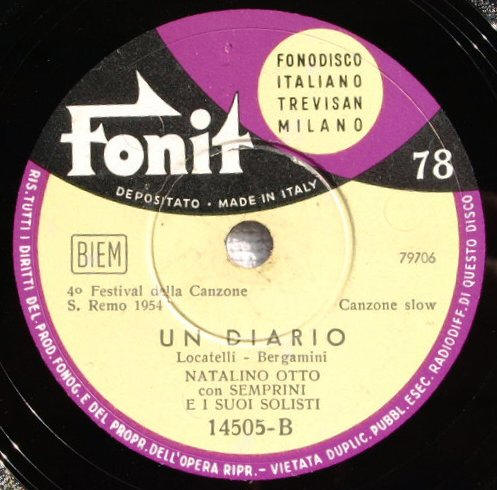 FONODISCO
ITALIANO
TREVISAN
MILANO
Fonit
78
DEPOSITATO • MADE IN ITALY
BIEM
79706
4º Festival della Canzone
S. Remo 1954
Canzone slow
UN DIARIO
Locatelli - Bergamini
NATALINO OTTO
con SEMPRINI
E I SUOI SOLISTI
14505-B
RIS. TUTTI I DIRITTI DEL PROD. FONOG. E DEL PROPR. DELL'OPERA RIPR. - VIETATA DUPLIC. PUBBL. ESEC. RADIODIFF. DI QUESTO DISCO